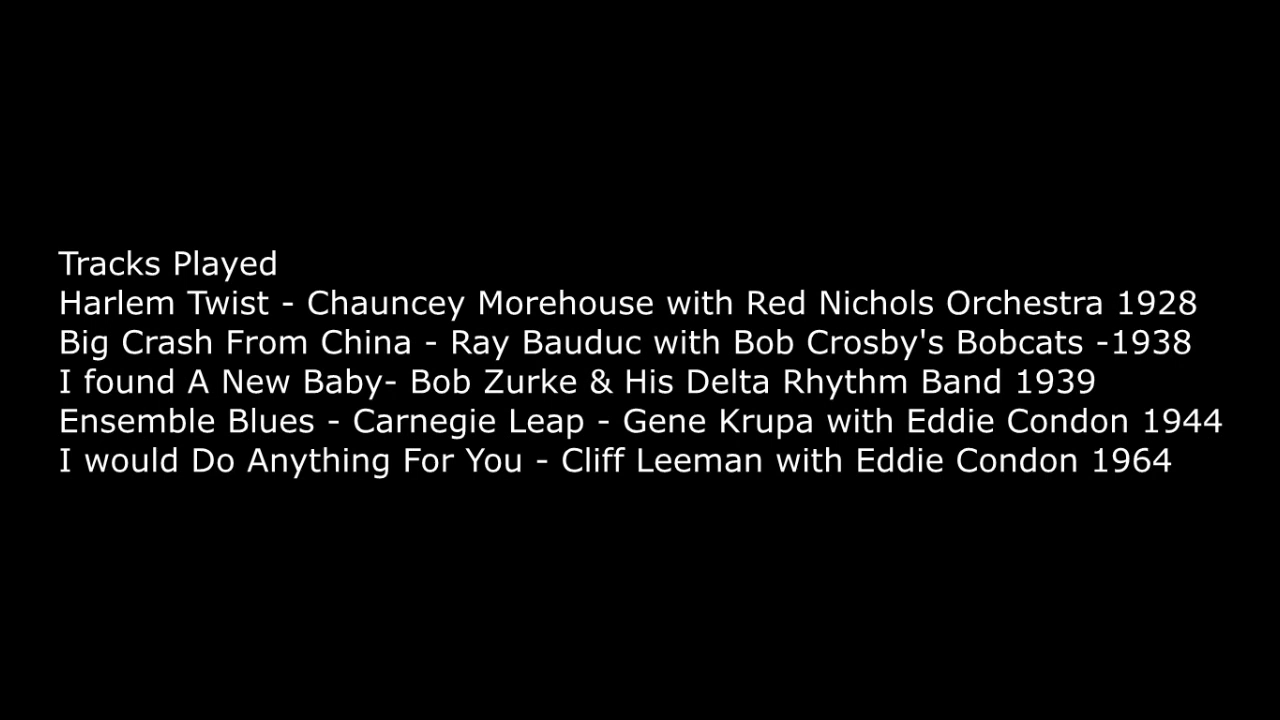 Tracks Played
Harlem Twist - Chauncey Morehouse with Red Nichols Orchestra 1928
Big Crash From China - Ray Bauduc with Bob Crosby's Bobcats -1938
I found A New Baby- Bob Zurke & His Delta Rhythm Band 1939
Ensemble Blues - Carnegie Leap - Gene Krupa with Eddie Condon 1944
I would Do Anything For You - Cliff Leeman with Eddie Condon 1964